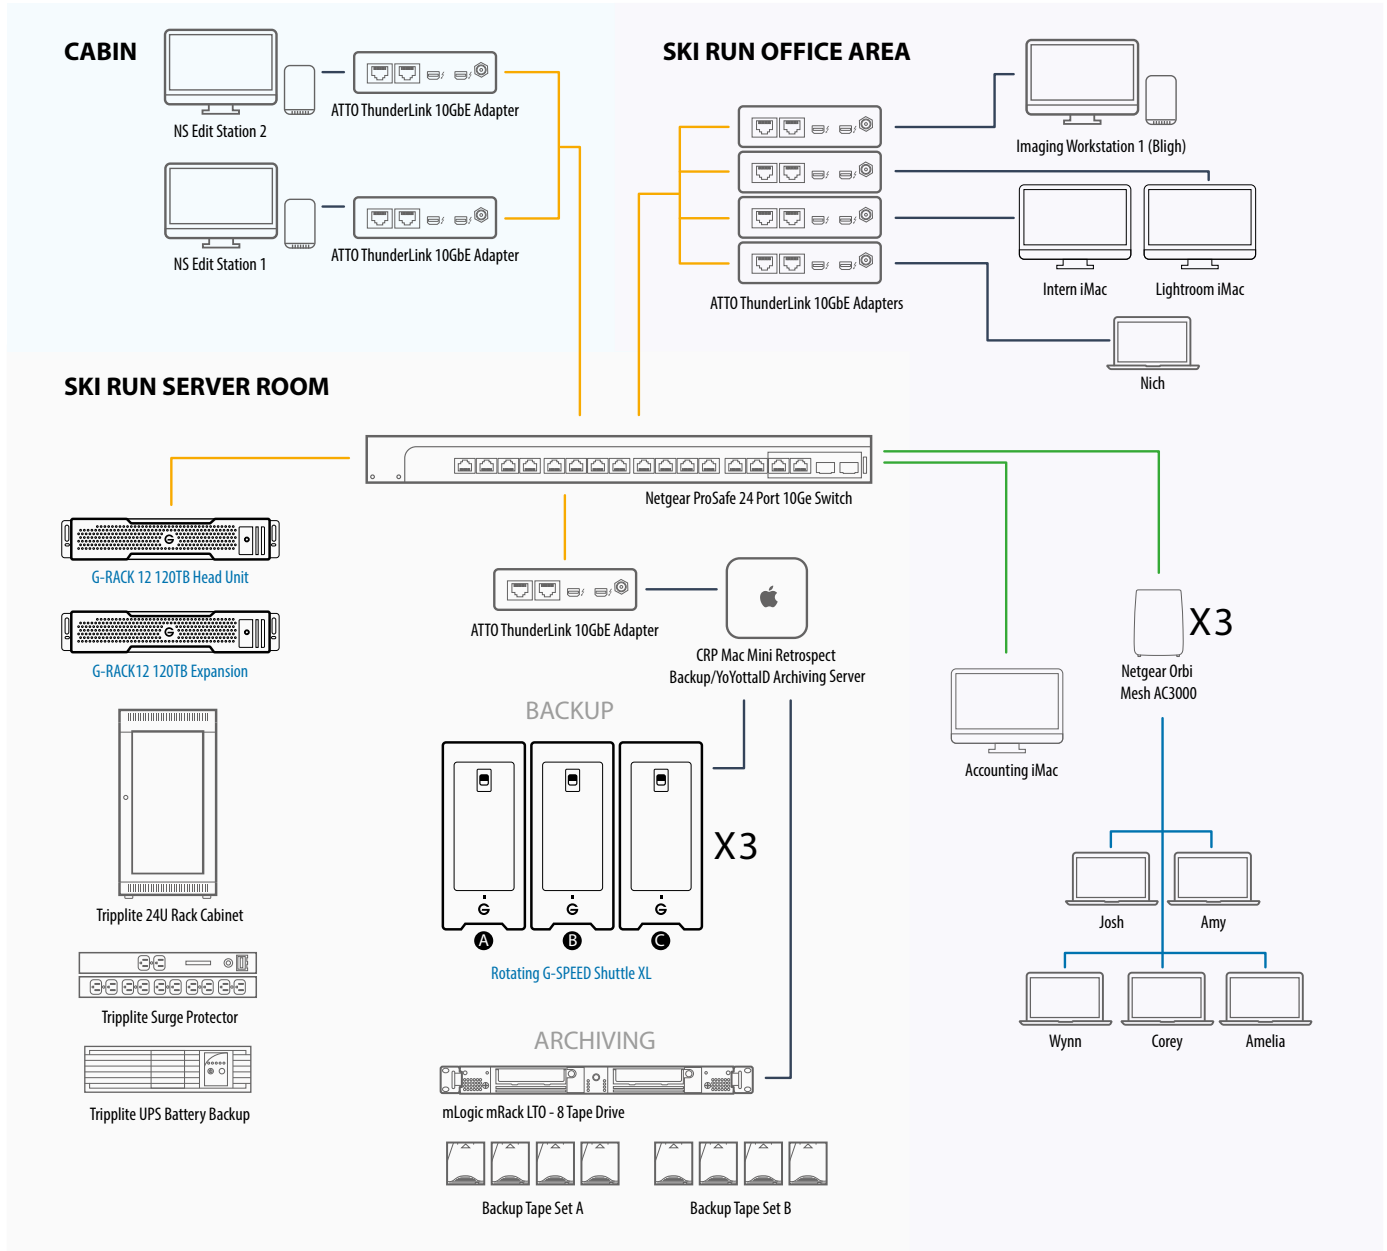 CABIN
NS Edit Station 2
ATTO ThunderLink 10GbE Adapter
NS Edit Station 1
ATTO ThunderLink 10GbE Adapter
SKI RUN OFFICE AREA
Imaging Workstation 1 (Bligh)
Intern iMac
Lightroom iMac
ATTO ThunderLink 10GbE Adapters
Nich
SKI RUN SERVER ROOM
Netgear ProSafe 24 Port 10Ge Switch
G
G-RACK 12 120TB Head Unit
G
G-RACK12 120TB Expansion
ATTO ThunderLink 10GbE Adapter
CRP Mac Mini Retrospect
Backup/YoYottaID Archiving Server
X3
Netgear Orbi
Mesh AC3000
Accounting iMac
BACKUP
X3
G
G
G
A
B
C
Rotating G-SPEED Shuttle XL
Tripplite 24U Rack Cabinet
Tripplite Surge Protector
Tripplite UPS Battery Backup
ARCHIVING
mLogic mRack LTO - 8 Tape Drive
Backup Tape Set A
Backup Tape Set B
Josh
Amy
Wynn
Corey
Amelia